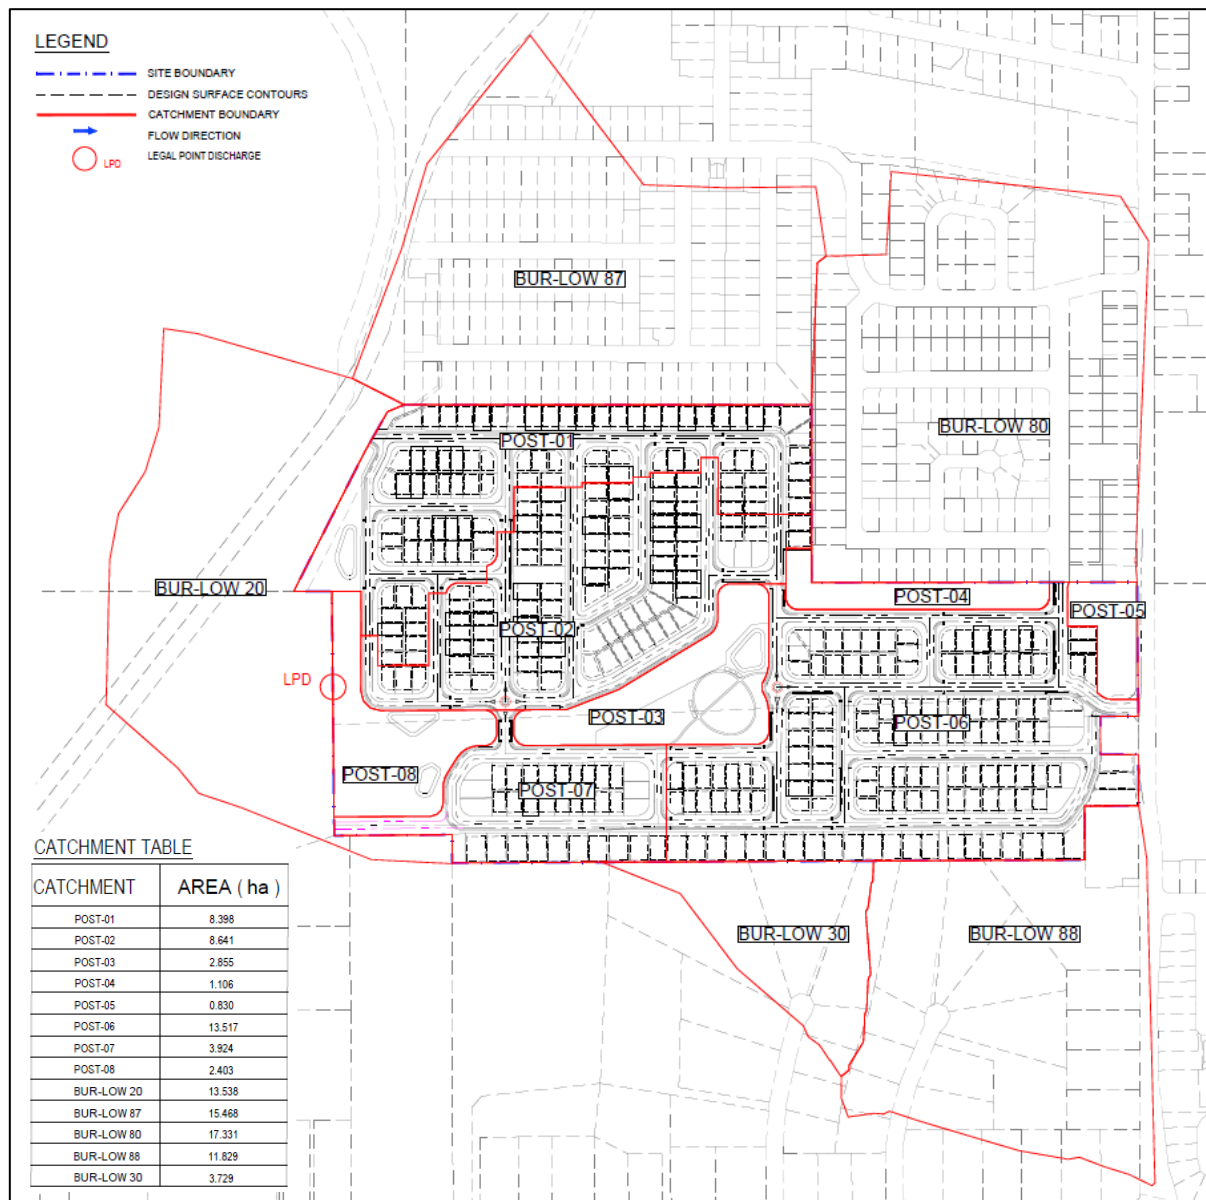 LEGEND
SITE BOUNDARY
DESIGN SURFACE CONTOURS
CATCHMENT BOUNDARY
FLOW DIRECTION
LPD LEGAL POINT DISCHARGE
BUR-LOW 87
BUR-LOW 80
POST-01
BUR-LOW 20
POST-04
POST-05
POST-02
LPD
POST-03
POST-06
POST-08
POST-07
BUR-LOW 30
BUR-LOW 88
CATCHMENT TABLE
CATCHMENT AREA ( ha )
POST-01 8.398
POST-02 8.641
POST-03 2.855
POST-04 1.106
POST-05 0.830
POST-06 13.517
POST-07 3.924
POST-08 2.403
BUR-LOW 20 13.538
BUR-LOW 87 15.468
BUR-LOW 80 17.331
BUR-LOW 88 11.829
BUR-LOW 30 3.729